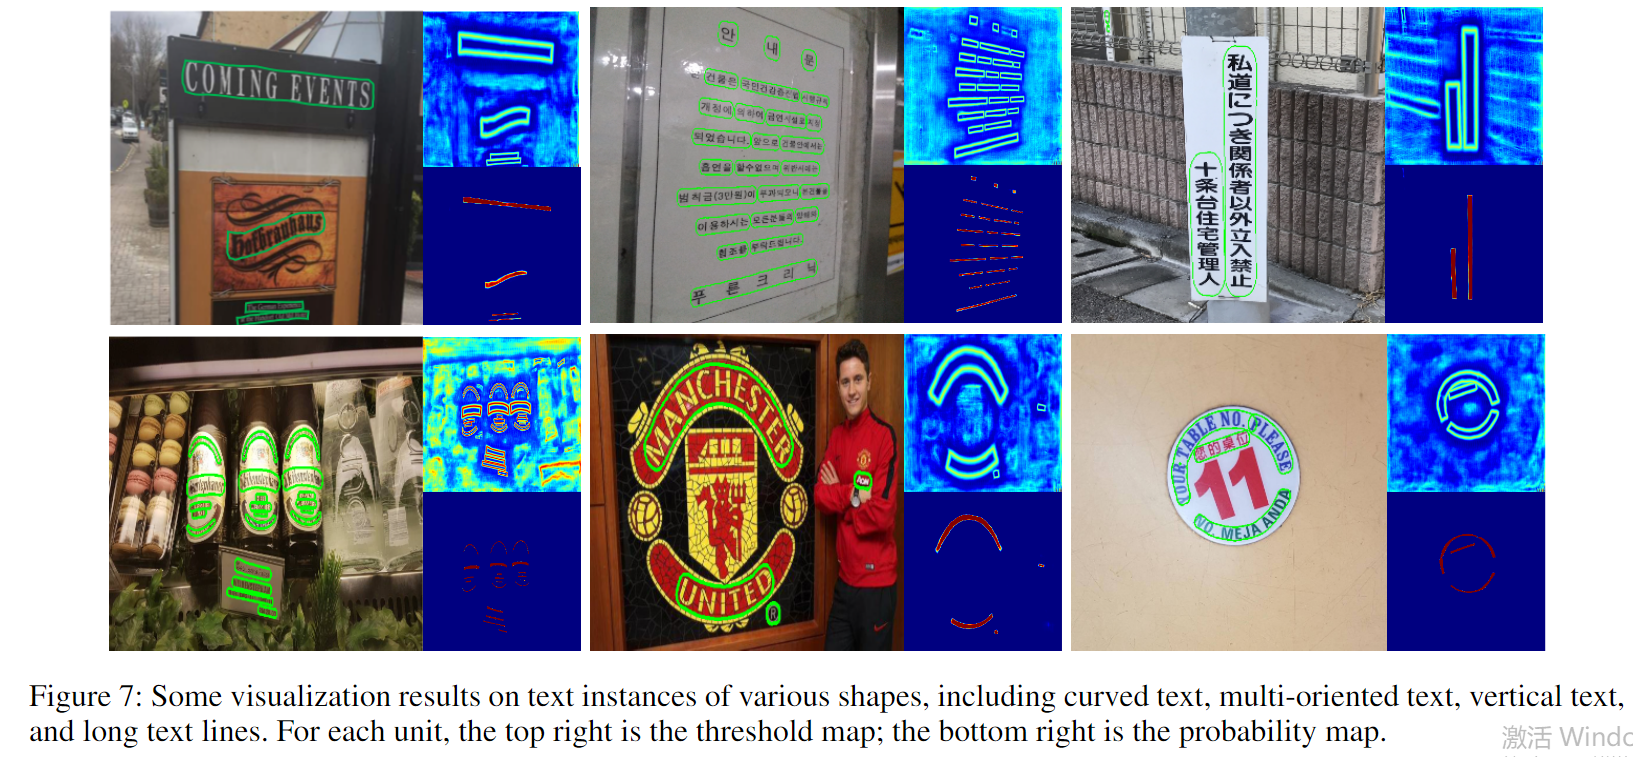 COMING EVENTS
Hofbräuhaus
안 내 문
건물은 국민건강증진법 시행규칙
개정에 의하여 금연시설로 지정
되었습니다. 앞으로 건물안에서는
흡연을 할수없으며 위반시에는
범칙금(3만원)이 부과되오니 본건물을
이용하시는 모든분들의 양해와
협조를 부탁드립니다.
푸른크리닉
私道につき関係者以外立入禁止
十条台住宅管理人
MANCHESTER
UNITED
®
AON
YOUR TABLE NO. PLEASE
您的桌位
11
NO. MEJA ANDA
Figure 7: Some visualization results on text instances of various shapes, including curved text, multi-oriented text, vertical text,
and long text lines. For each unit, the top right is the threshold map; the bottom right is the probability map.
激活 Windo